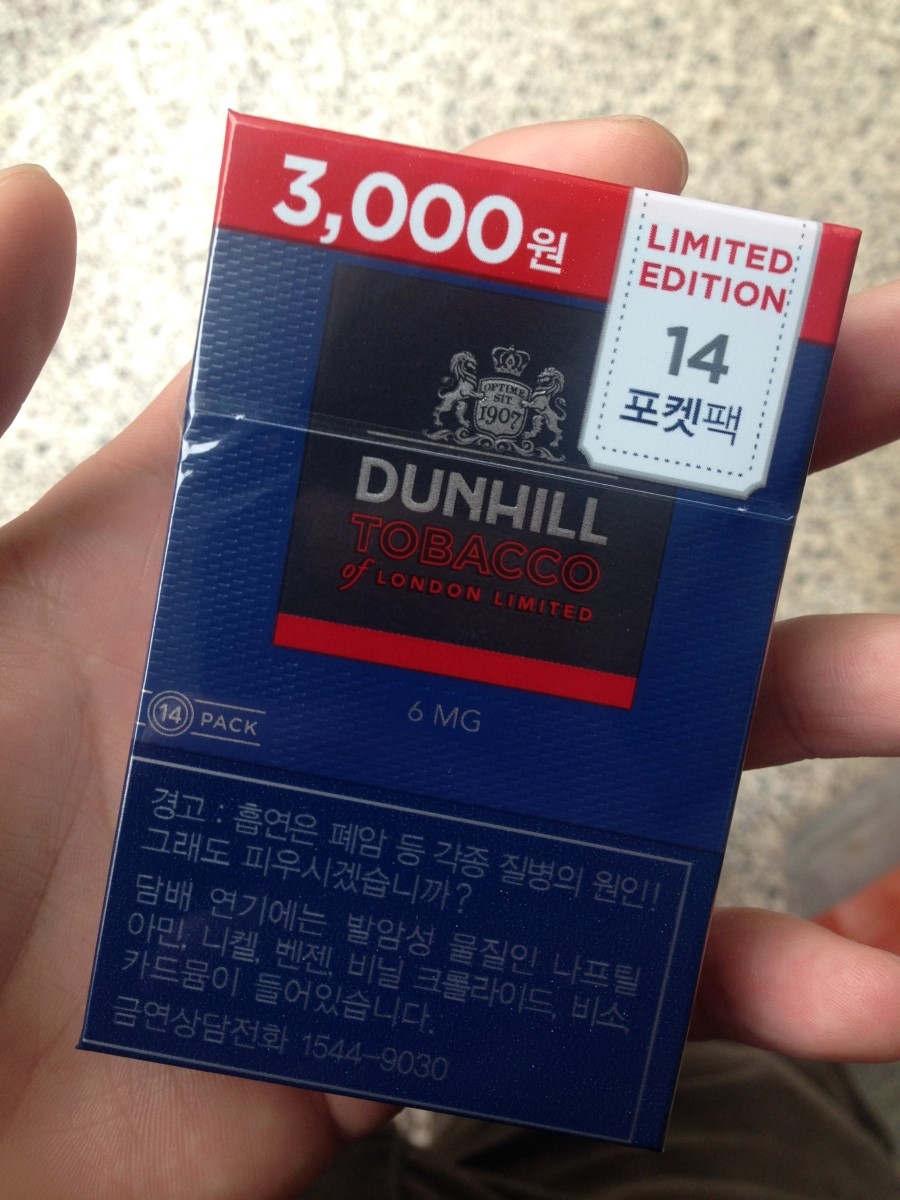 3,000원
LIMITED
EDITION
14
포켓팩
OPTIME
SIT
1907
DUNHILL
TOBACCO
of LONDON LIMITED
6 MG
14 PACK
경고 : 흡연은 폐암 등 각종 질병의 원인!
그래도 피우시겠습니까?
담배 연기에는 발암성 물질인 나프틸
아민, 니켈, 벤젠, 비닐 크롤라이드, 비소,
카드뮴이 들어있습니다.
금연상담전화 1544-9030